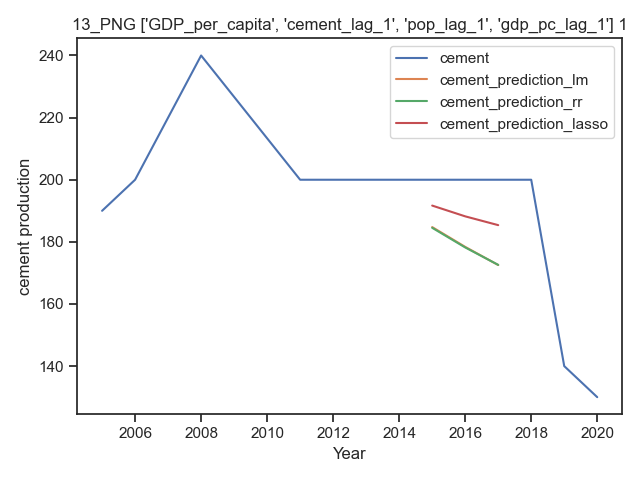 13_PNG ['GDP_per_capita', 'cement_lag_1', 'pop_lag_1', 'gdp_pc_lag_1'] 1
cement
cement_prediction_lm
cement_prediction_rr
cement_prediction_lasso
cement production
240
220
200
180
160
140
2006 2008 2010 2012 2014 2016 2018 2020
Year